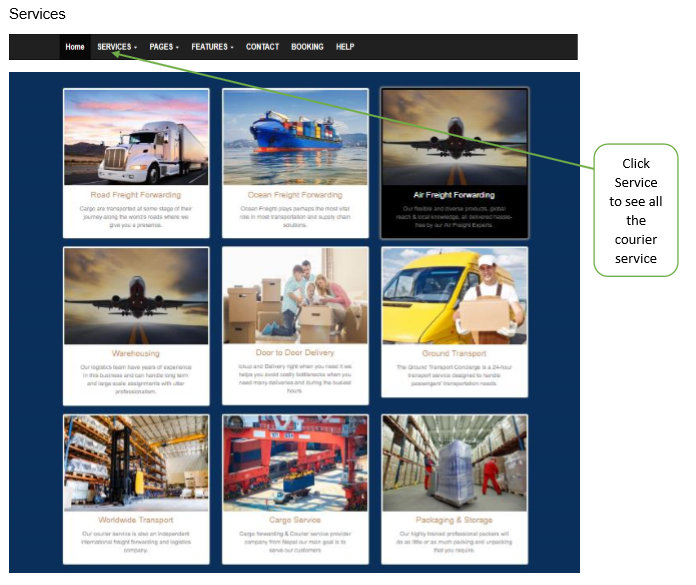 Services
Home SERVICES PAGES FEATURES CONTACT BOOKING HELP
Click
Service
to see all
the
courier
service
Road Freight Forwarding
Cargo are transported at some stage of their
journey along the world's roads where we
give you a presence.
Ocean Freight Forwarding
Ocean Freight plays perhaps the most vital
role in most transportation and supply chain
solutions.
Air Freight Forwarding
Our flexible and diverse products, global
reach & local knowledge, all delivered hassle-
free by our Air Freight Experts.
Warehousing
Our logistics team have years of experience
in this business and can handle long term
and large scale assignments with utter
professionalism.
Door to Door Delivery
ickup and Delivery right when you need it we
helps you avoid costly bottlenecks when you
need many deliveries and during the busiest
hours.
Ground Transport
The Ground Transport Concierge is a 24-hour
transport service designed to handle
passengers' transportation needs.
Worldwide Transport
Our courier service is also an independent
international freight forwarding and logistics
company.
Cargo Service
Cargo forwarding & Courier service provider
company from Nepal our main goal is to
serve our customers
Packaging & Storage
Our highly-trained professional packers will
do as little or as much packing and unpacking
that you require.